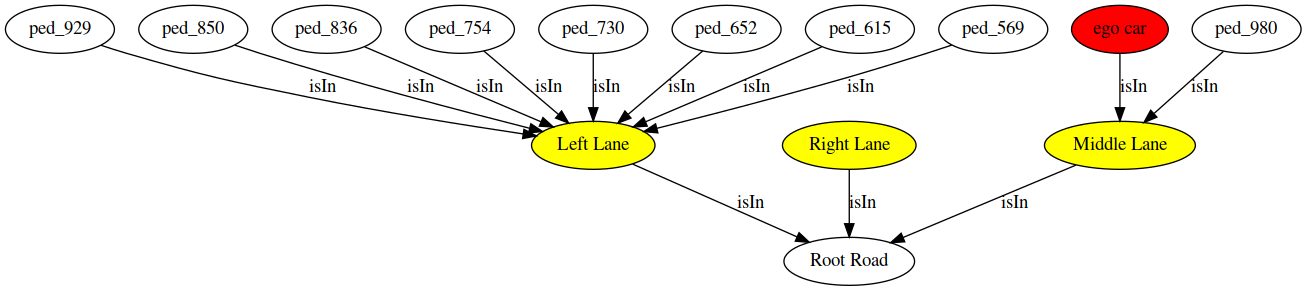 ped_929 ped_850 ped_836 ped_754 ped_730 ped_652 ped_615 ped_569 ego car ped_980
isIn isIn isIn isIn isIn isIn isIn isIn isIn isIn
Left Lane Right Lane Middle Lane
isIn isIn isIn
Root Road